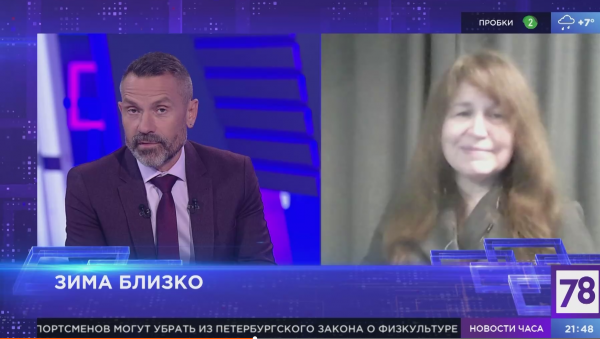 ПРОБКИ 2 +7°
ЗИМА БЛИЗКО
78
ПОРТСМЕНОВ МОГУТ УБРАТЬ ИЗ ПЕТЕРБУРГСКОГО ЗАКОНА О ФИЗКУЛЬТУРЕ НОВОСТИ ЧАСА 21:48